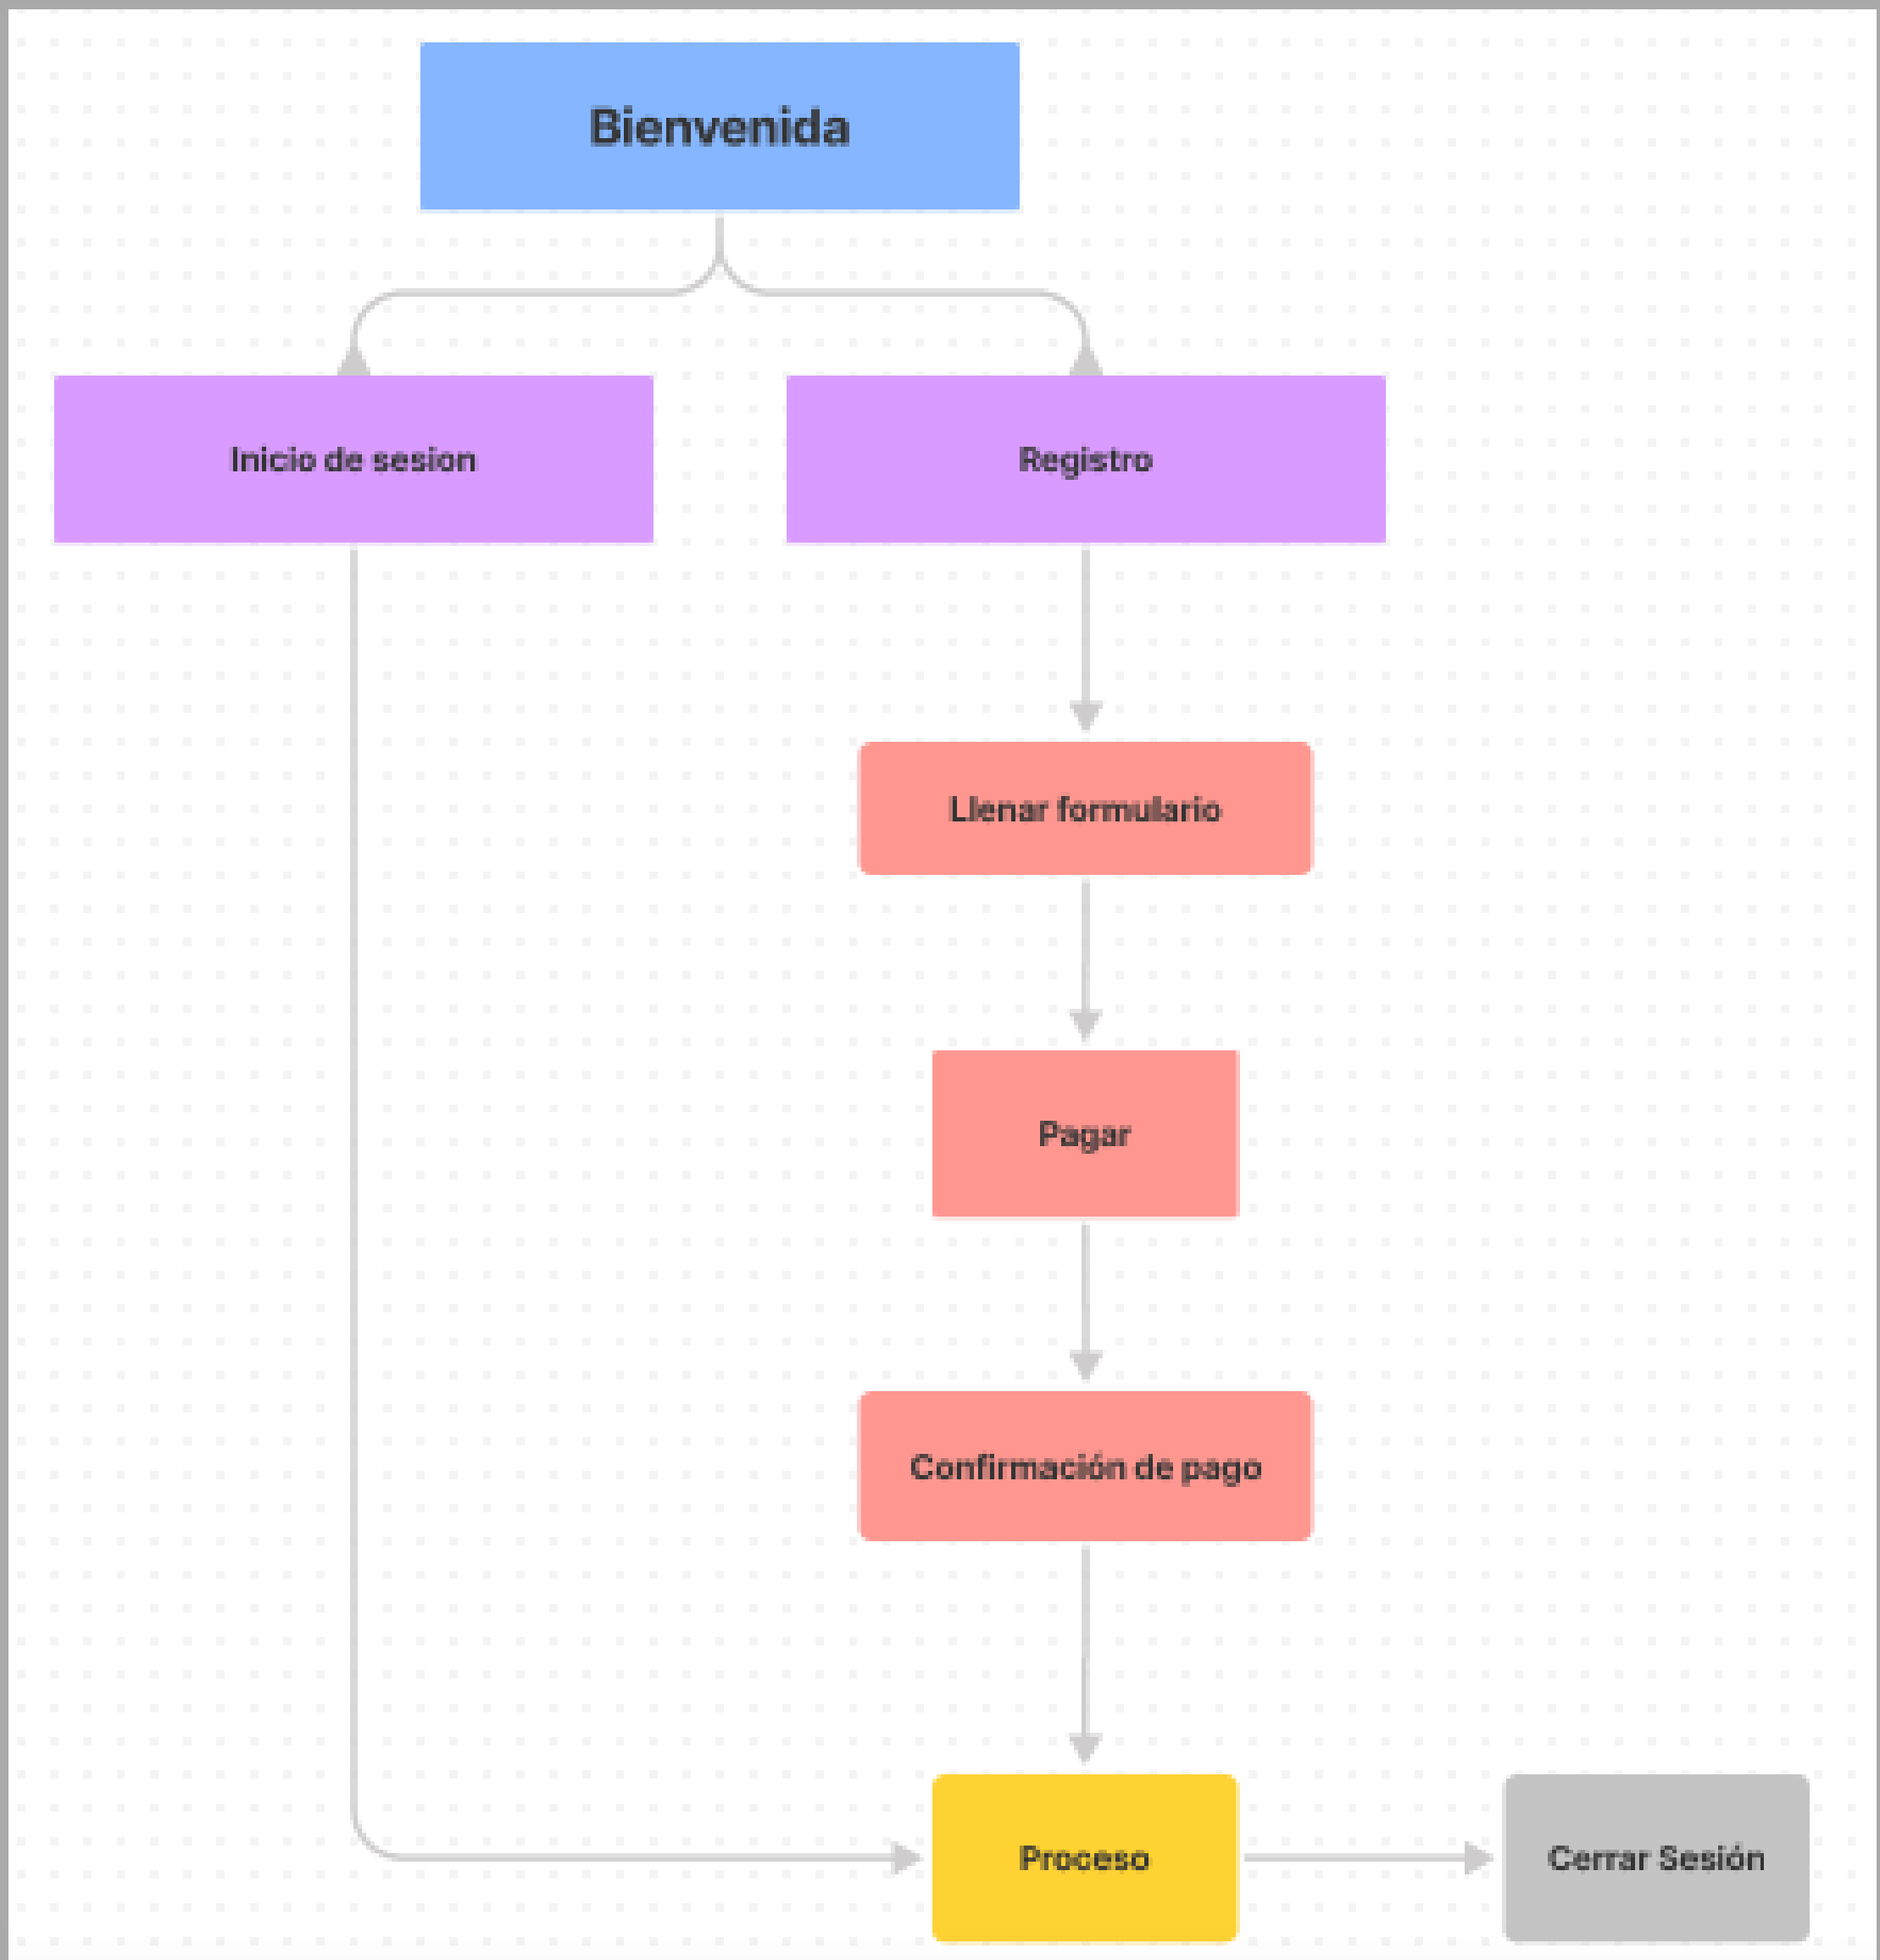 Bienvenida
Inicio de sesion
Registro
Llenar formulario
Pagar
Confirmación de pago
Proceso
Cerrar Sesión